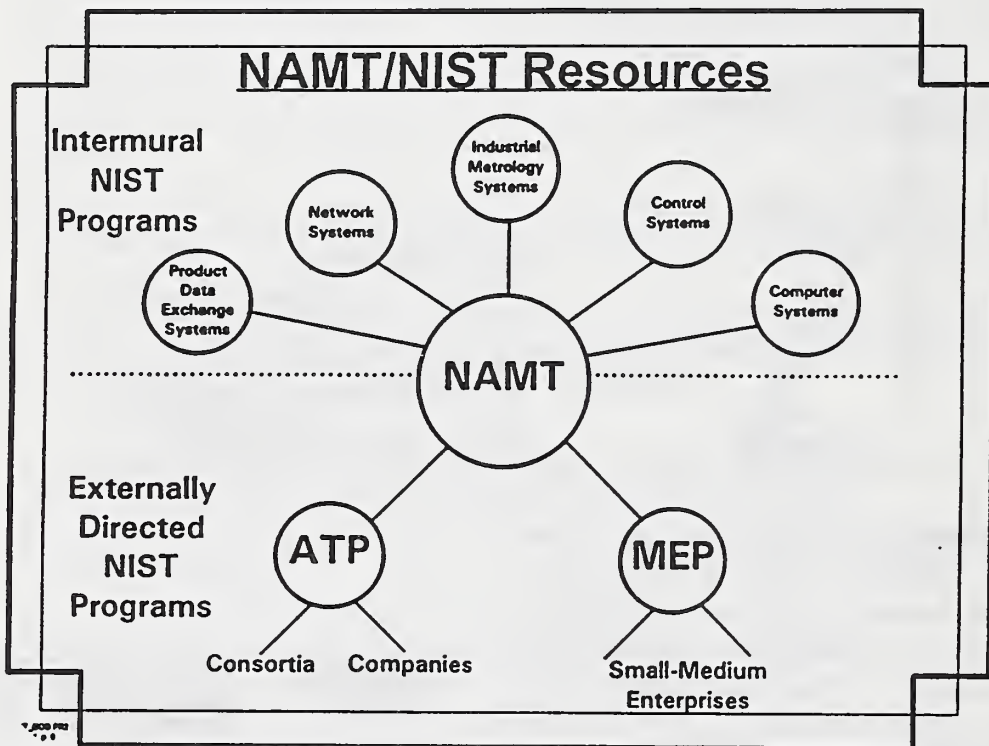 NAMT/NIST Resources
Intermural
NIST
Programs
Industrial
Metrology
Systems
Network
Systems
Control
Systems
Product
Data
Exchange
Systems
Computer
Systems
NAMT
Externally
Directed
NIST
Programs
ATP
MEP
Consortia
Companies
Small-Medium
Enterprises